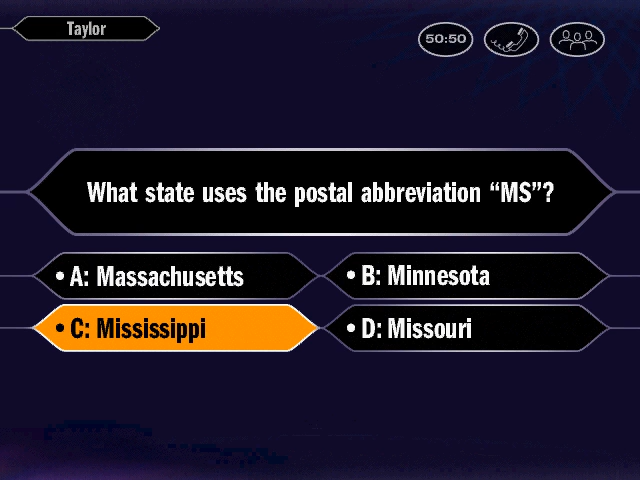 Taylor
50:50
What state uses the postal abbreviation “MS”?
• A: Massachusetts
• B: Minnesota
• C: Mississippi
• D: Missouri